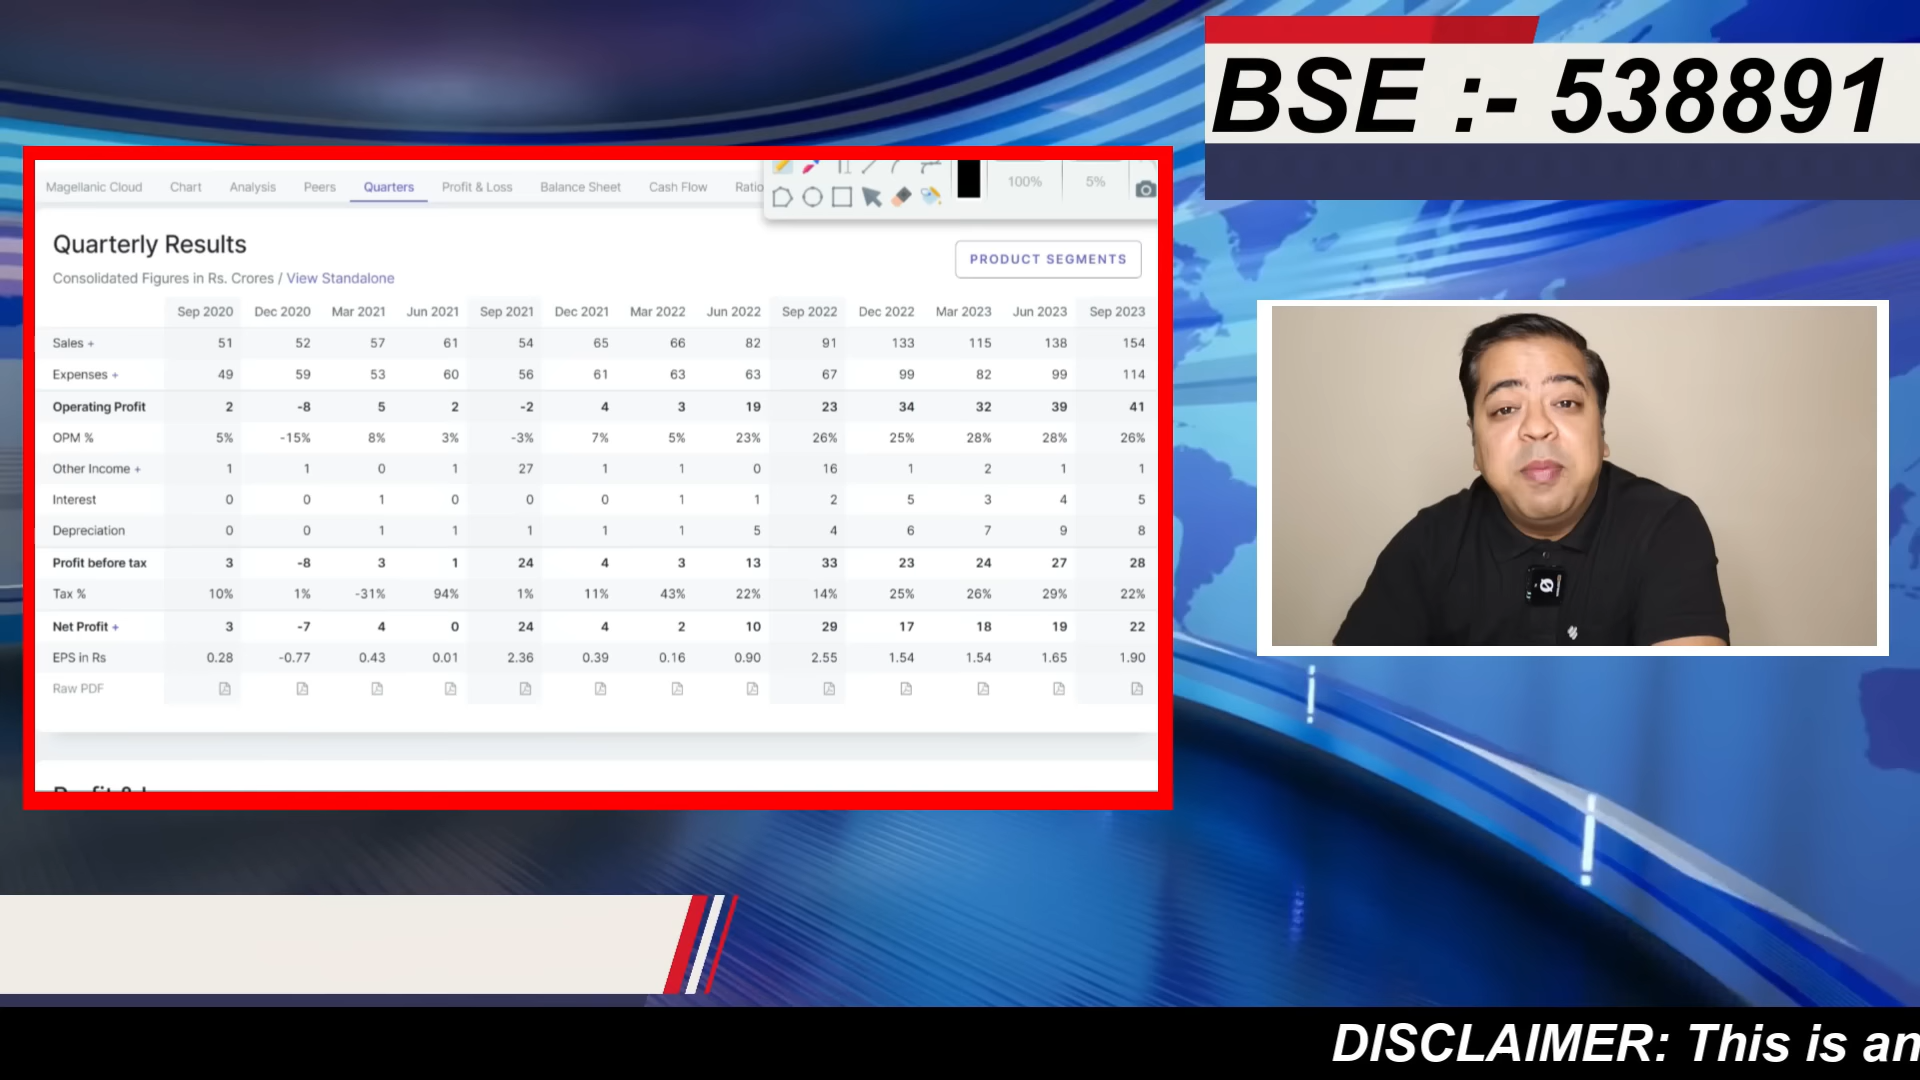 BSE :- 538891
Magellanic Cloud Chart Analysis Peers Quarters Profit & Loss Balance Sheet Cash Flow Ratio
100% 5%
Quarterly Results
PRODUCT SEGMENTS
Consolidated Figures in Rs. Crores / View Standalone
Sep 2020 Dec 2020 Mar 2021 Jun 2021 Sep 2021 Dec 2021 Mar 2022 Jun 2022 Sep 2022 Dec 2022 Mar 2023 Jun 2023 Sep 2023
Sales + 51 52 57 61 54 65 66 82 91 133 115 138 154
Expenses + 49 59 53 60 56 61 63 63 67 99 82 99 114
Operating Profit 2 -8 5 2 -2 4 3 19 23 34 32 39 41
OPM % 5% -15% 8% 3% -3% 7% 5% 23% 26% 25% 28% 28% 26%
Other Income + 1 1 0 1 27 1 1 0 16 1 2 1 1
Interest 0 0 1 0 0 0 1 1 2 5 3 4 5
Depreciation 0 0 1 1 1 1 1 5 4 6 7 9 8
Profit before tax 3 -8 3 1 24 4 3 13 33 23 24 27 28
Tax % 10% 1% -31% 94% 1% 11% 43% 22% 14% 25% 26% 29% 22%
Net Profit + 3 -7 4 0 24 4 2 10 29 17 18 19 22
EPS in Rs 0.28 -0.77 0.43 0.01 2.36 0.39 0.16 0.90 2.55 1.54 1.54 1.65 1.90
Raw PDF
DISCLAIMER: This is an